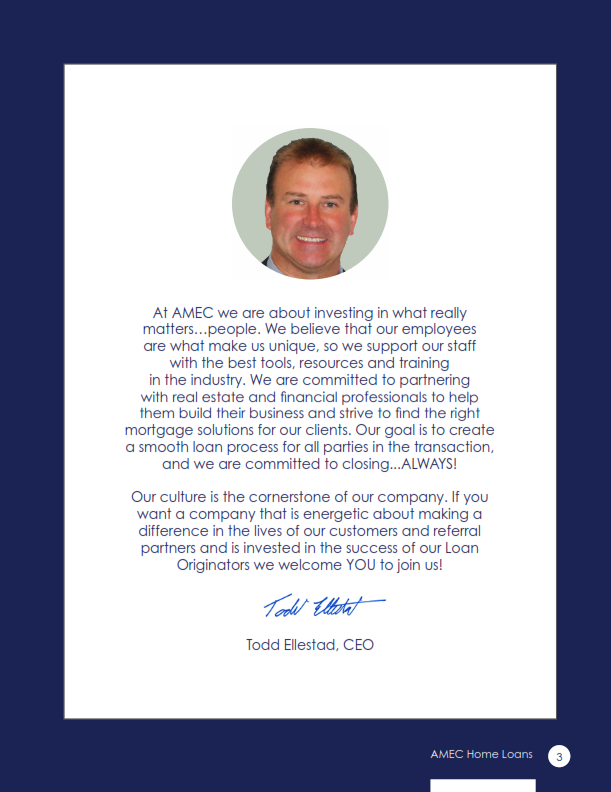 At AMEC we are about investing in what really
matters...people. We believe that our employees
are what make us unique, so we support our staff
with the best tools, resources and training
in the industry. We are committed to partnering
with real estate and financial professionals to help
them build their business and strive to find the right
mortgage solutions for our clients. Our goal is to create
a smooth loan process for all parties in the transaction,
and we are committed to closing...ALWAYS!
Our culture is the cornerstone of our company. If you
want a company that is energetic about making a
difference in the lives of our customers and referral
partners and is invested in the success of our Loan
Originators we welcome YOU to join us!
Todd Ellestad
Todd Ellestad, CEO
AMEC Home Loans 3